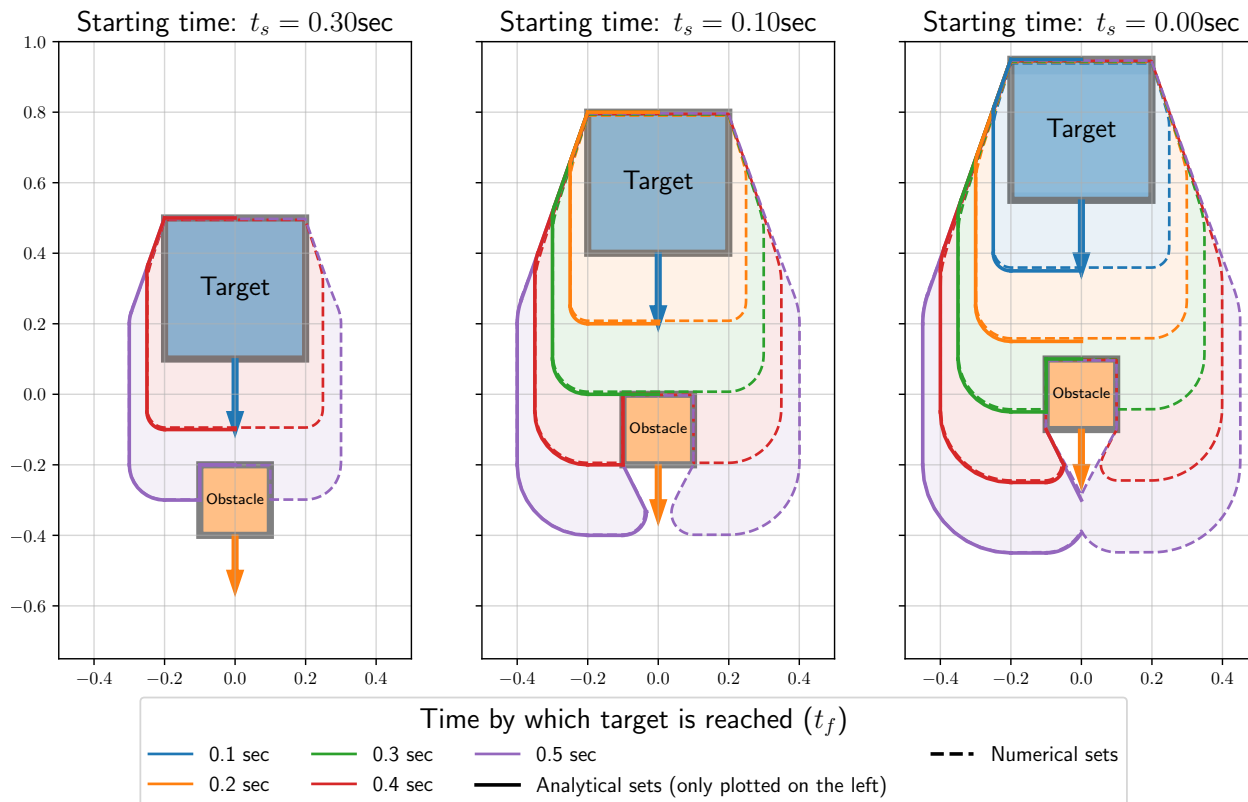 Starting time: t_s = 0.30sec
Starting time: t_s = 0.10sec
Starting time: t_s = 0.00sec
1.0
0.8
0.6
0.4
0.2
0.0
−0.2
−0.4
−0.6
Target
Obstacle
Target
Obstacle
Target
Obstacle
−0.4 −0.2 0.0 0.2 0.4
−0.4 −0.2 0.0 0.2 0.4
−0.4 −0.2 0.0 0.2 0.4
Time by which target is reached (t_f)
0.1 sec 0.3 sec 0.5 sec Numerical sets
0.2 sec 0.4 sec Analytical sets (only plotted on the left)